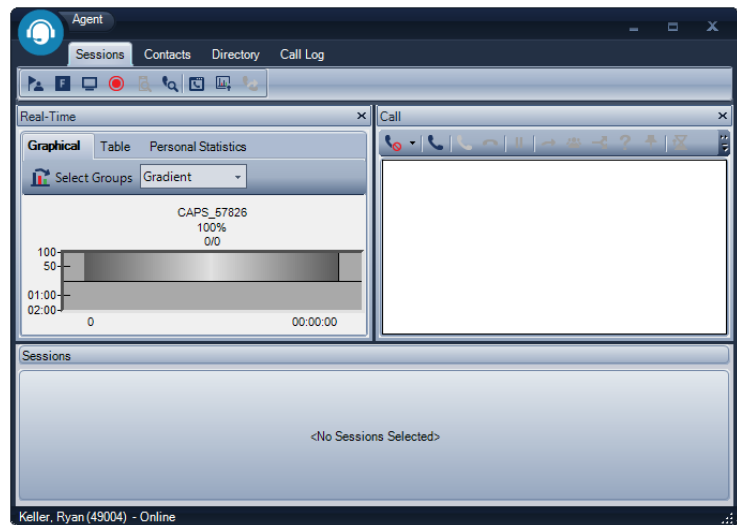 Agent
Sessions Contacts Directory Call Log
F
Real-Time
Call
Graphical Table Personal Statistics
Select Groups Gradient
CAPS_57826
100%
0/0
100
50
01:00
02:00
0 00:00:00
Sessions
<No Sessions Selected>
Keller, Ryan (49004) - Online